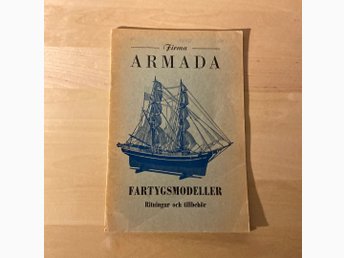 Firma
ARMADA
FARTYGSMODELLER
Ritningar och tillbehör